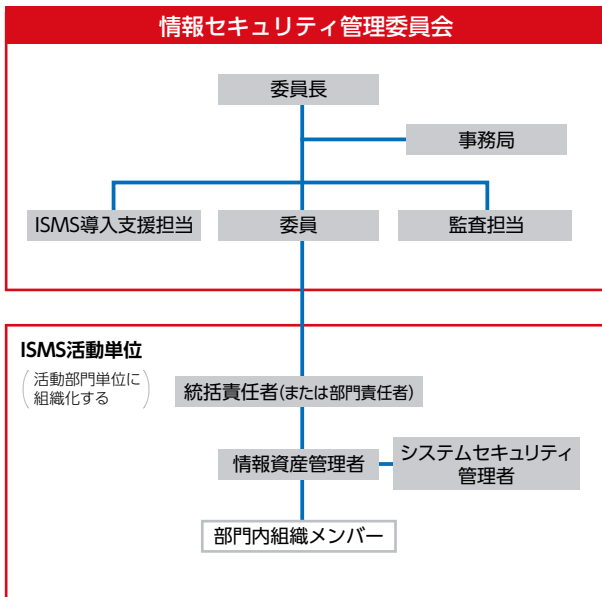 情報セキュリティ管理委員会
委員長
事務局
ISMS導入支援担当
委員
監査担当
ISMS活動単位
(活動部門単位に
組織化する)
統括責任者(または部門責任者)
情報資産管理者
システムセキュリティ
管理者
部門内組織メンバー